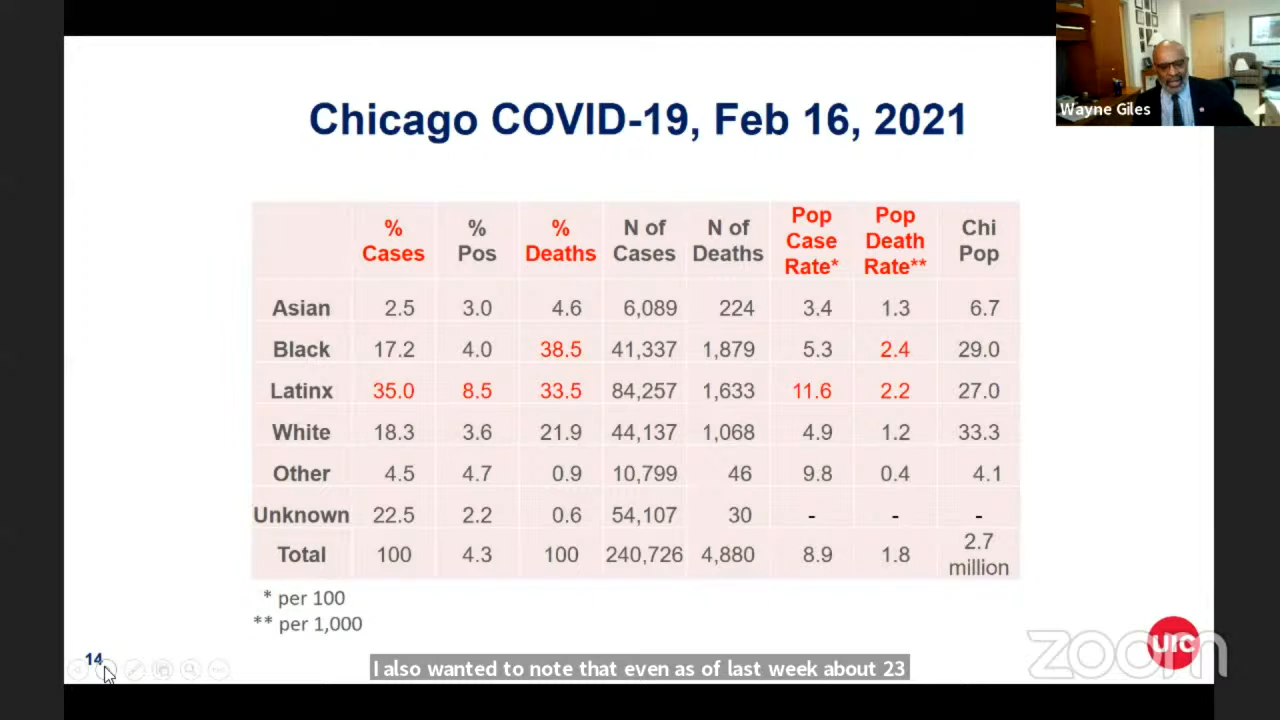 Wayne Giles
Chicago COVID-19, Feb 16, 2021
% Cases % Pos % Deaths N of Cases N of Deaths Pop Case Rate* Pop Death Rate** Chi Pop
Asian 2.5 3.0 4.6 6,089 224 3.4 1.3 6.7
Black 17.2 4.0 38.5 41,337 1,879 5.3 2.4 29.0
Latinx 35.0 8.5 33.5 84,257 1,633 11.6 2.2 27.0
White 18.3 3.6 21.9 44,137 1,068 4.9 1.2 33.3
Other 4.5 4.7 0.9 10,799 46 9.8 0.4 4.1
Unknown 22.5 2.2 0.6 54,107 30 - - -
Total 100 4.3 100 240,726 4,880 8.9 1.8 2.7 million
* per 100
** per 1,000
14
I also wanted to note that even as of last week about 23
zoom
UIC